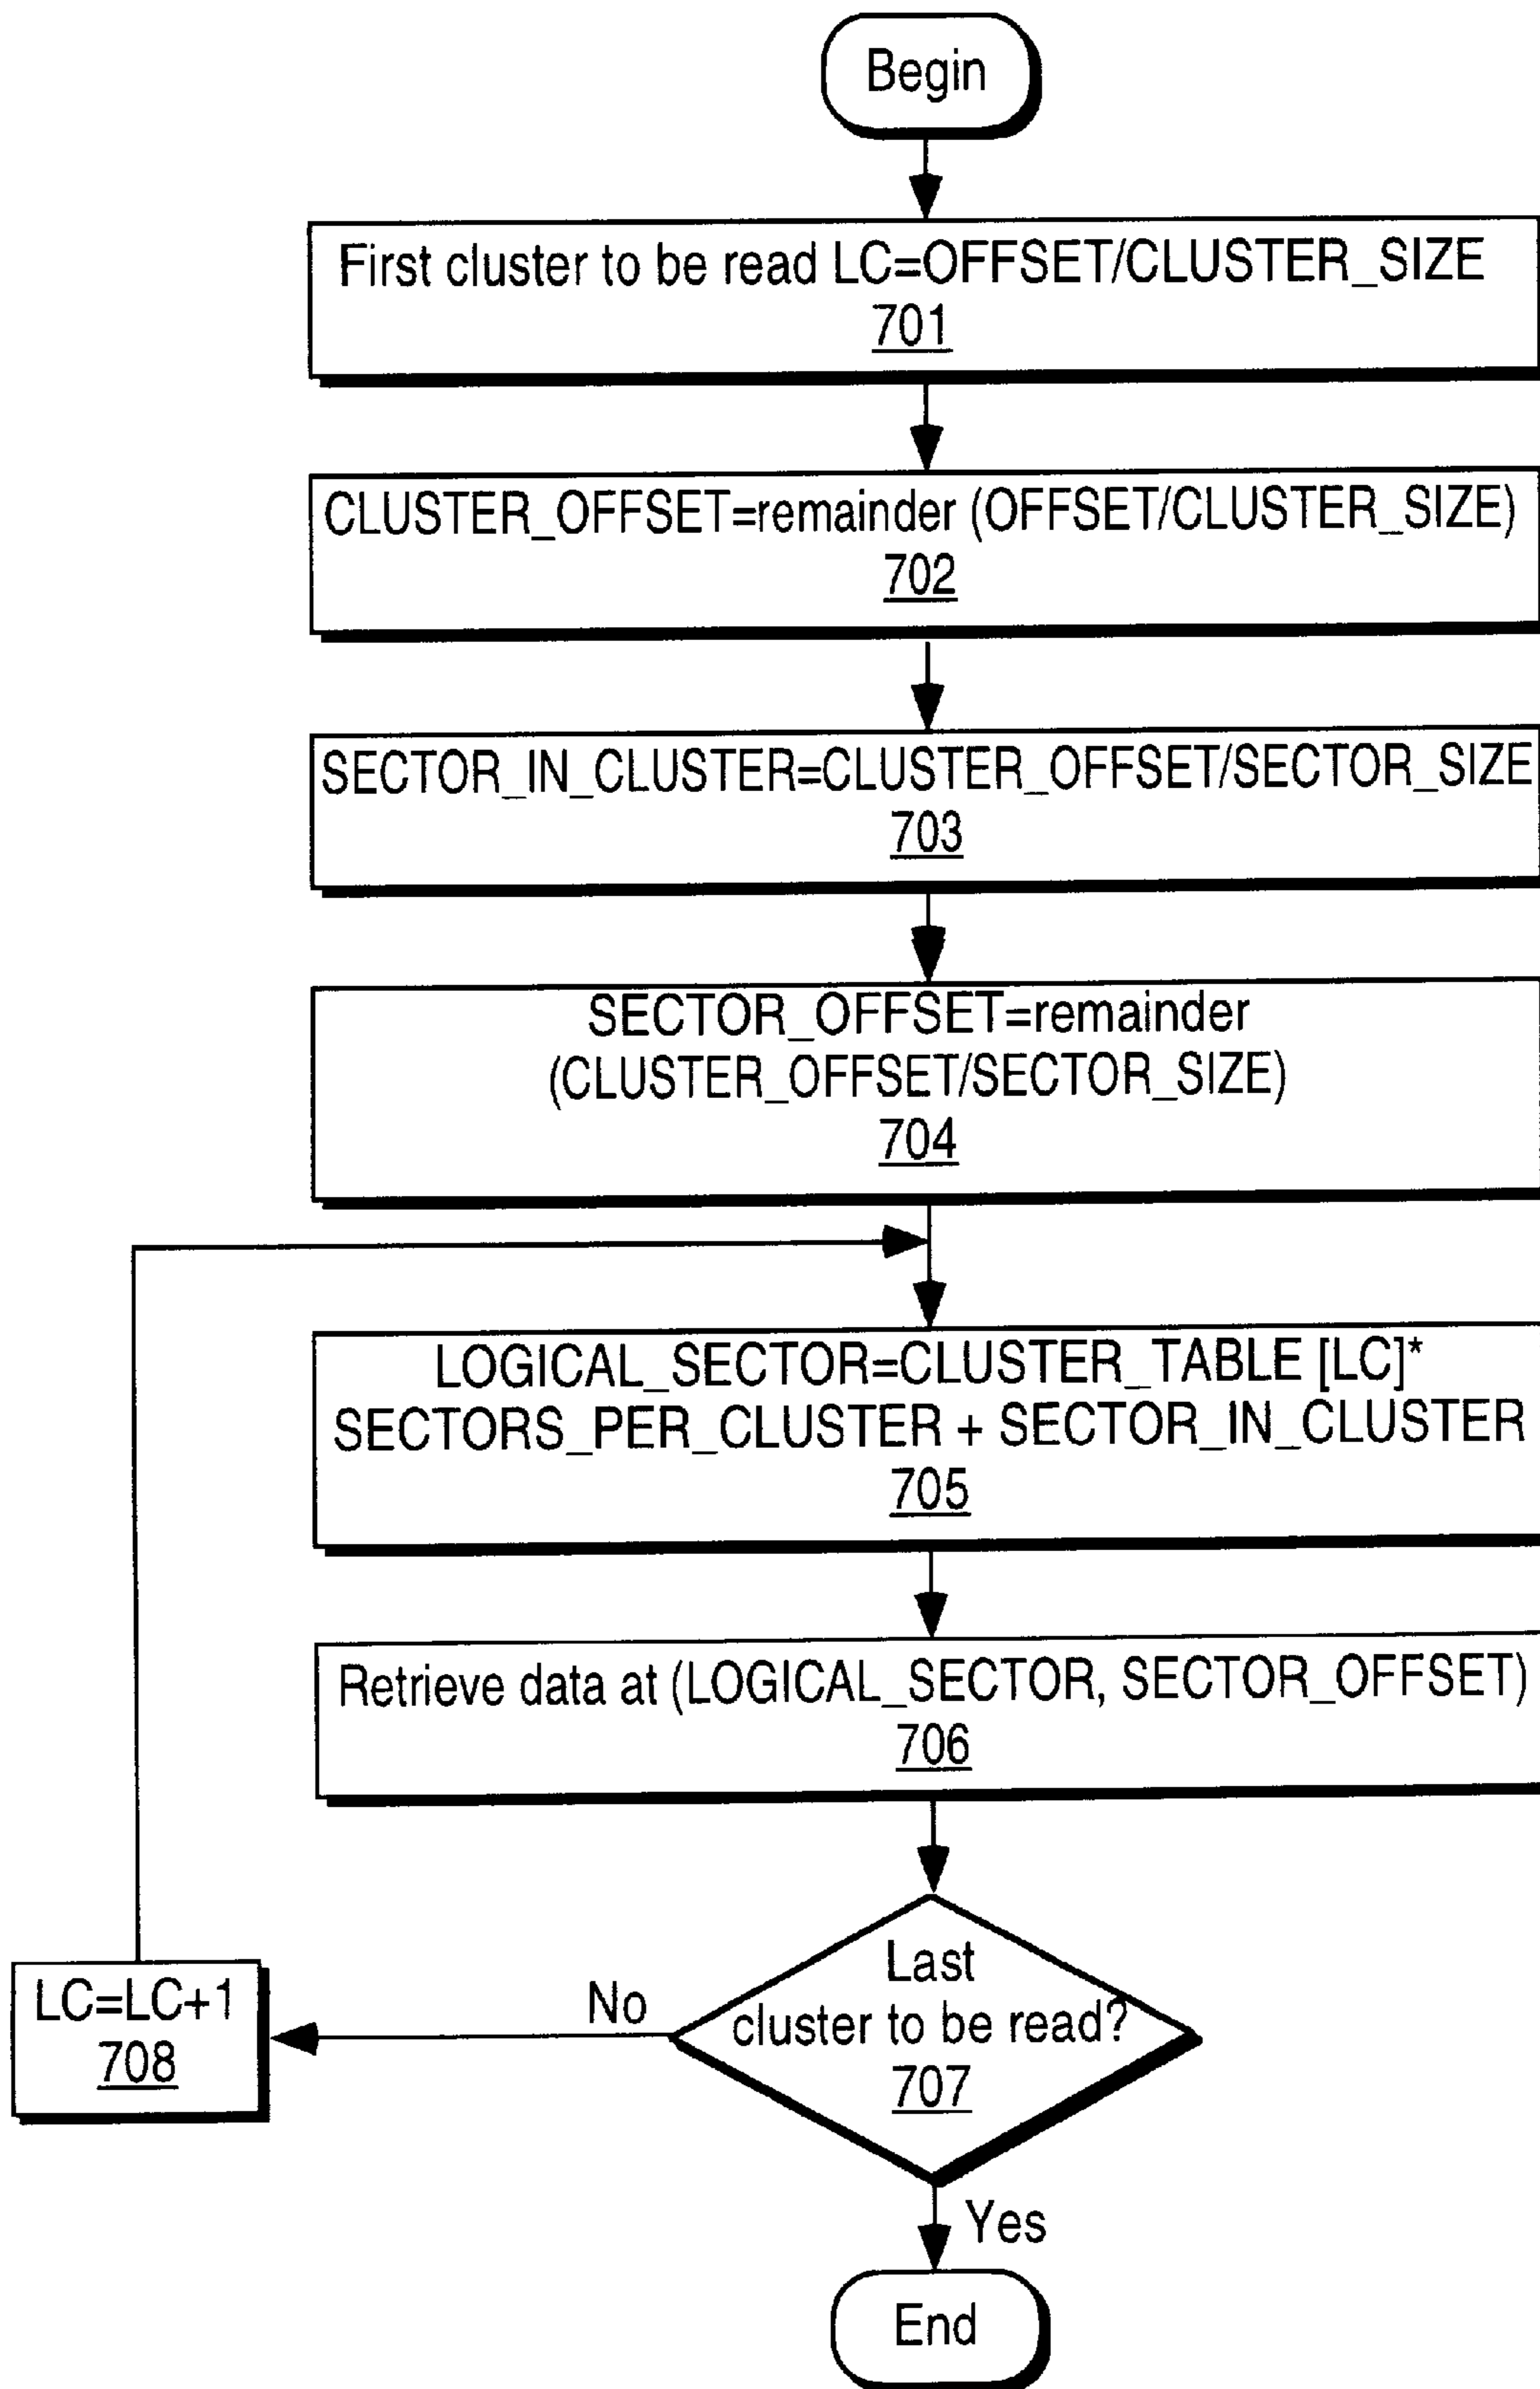 Begin
First cluster to be read LC=OFFSET/CLUSTER_SIZE
701
CLUSTER_OFFSET=remainder (OFFSET/CLUSTER_SIZE)
702
SECTOR_IN_CLUSTER=CLUSTER_OFFSET/SECTOR_SIZE
703
SECTOR_OFFSET=remainder
(CLUSTER_OFFSET/SECTOR_SIZE)
704
LOGICAL_SECTOR=CLUSTER_TABLE [LC]*
SECTORS_PER_CLUSTER + SECTOR_IN_CLUSTER
705
Retrieve data at (LOGICAL_SECTOR, SECTOR_OFFSET)
706
Last
cluster to be read?
707
No
LC=LC+1
708
Yes
End